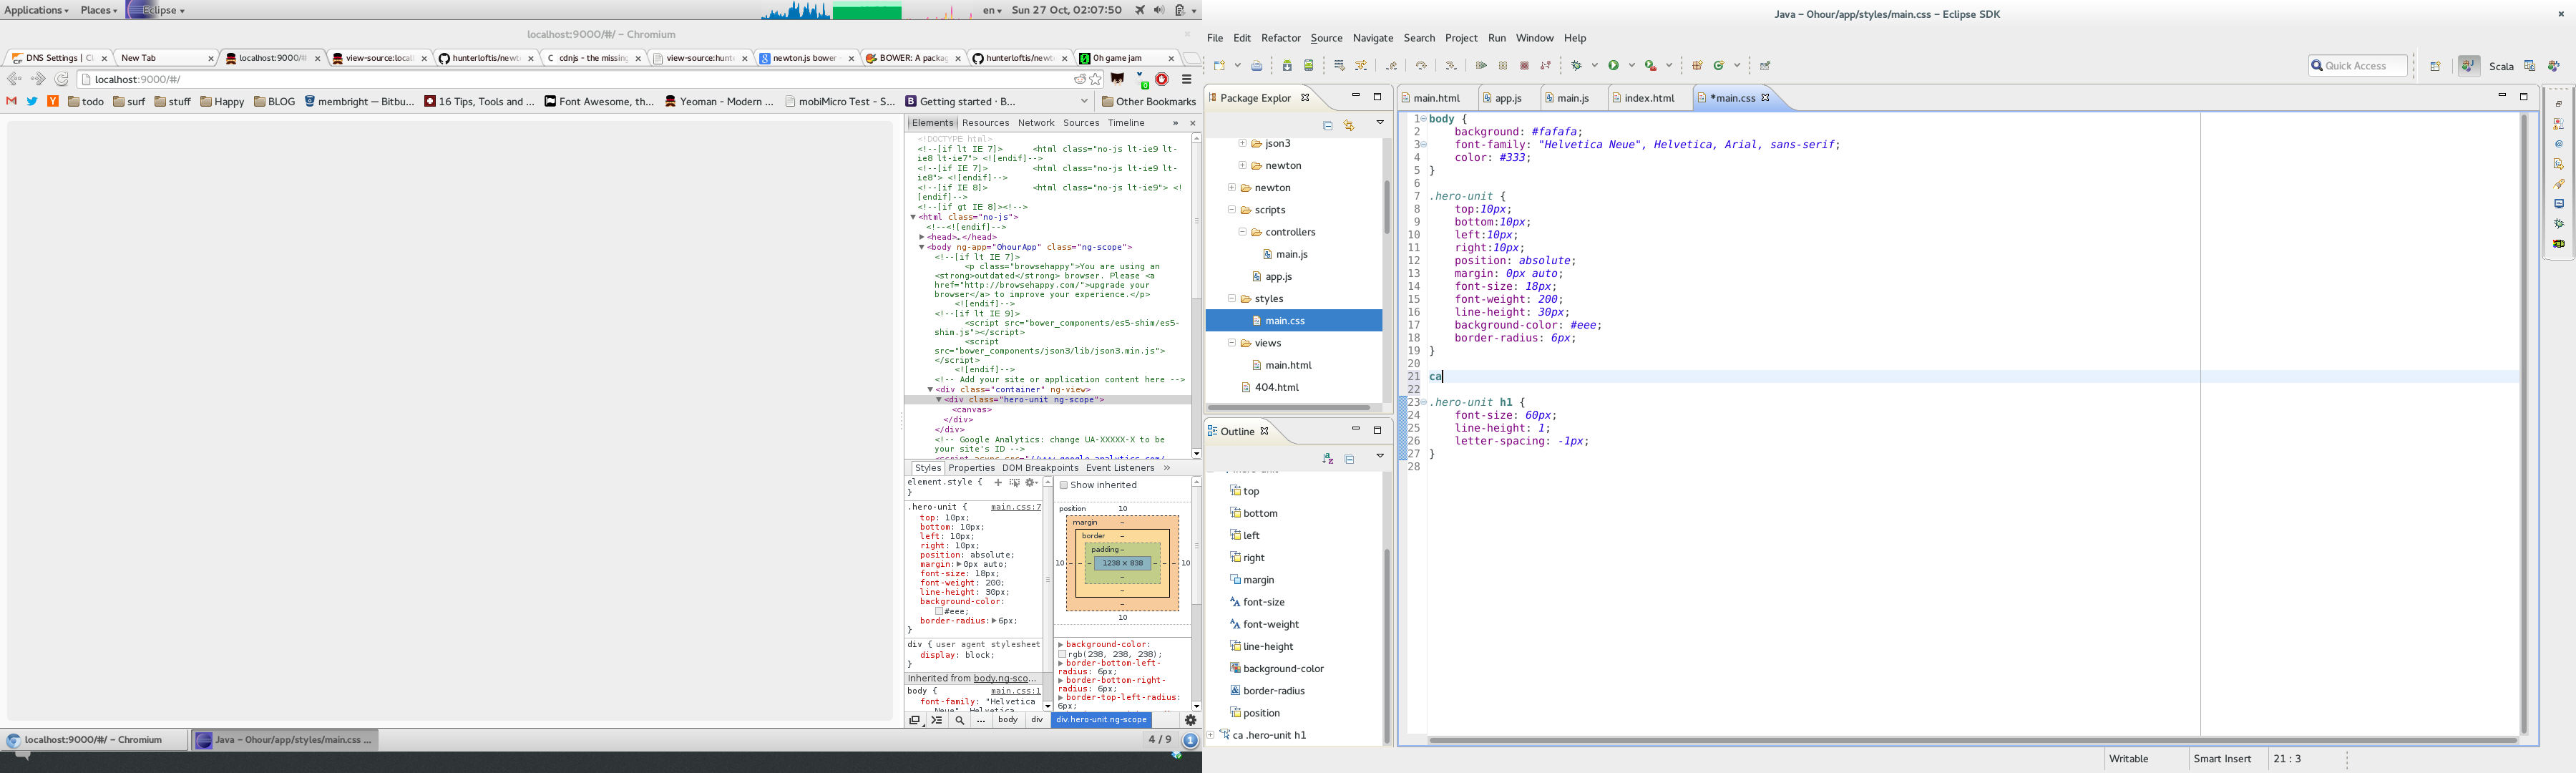 Applications Places Eclipse en Sun 27 Oct, 02:07:50
localhost:9000/#/ – Chromium
DNS Settings | C
New Tab
localhost:9000/#
view-source:local
hunterloftis/newt
cdnjs - the missing
view-source:hunt
newton.js bower -
BOWER: A packag
hunterloftis/newt
0h game jam
localhost:9000/#/
todo surf stuff Happy BLOG membright — Bitbu... 16 Tips, Tools and ... Font Awesome, th... Yeoman - Modern ... mobiMicro Test - S... Getting started · B... Other Bookmarks
Elements Resources Network Sources Timeline »
<!DOCTYPE html>
<!--[if lt IE 7]> <html class="no-js lt-ie9 lt-
ie8 lt-ie7"> <![endif]-->
<!--[if IE 7]> <html class="no-js lt-ie9 lt-
ie8"> <![endif]-->
<!--[if IE 8]> <html class="no-js lt-ie9"> <!
[endif]-->
<!--[if gt IE 8]><!-->
<html class="no-js">
<!--<![endif]-->
<head>…</head>
<body ng-app="OhourApp" class="ng-scope">
<!--[if lt IE 7]>
<p class="browsehappy">You are using an
<strong>outdated</strong> browser. Please <a
href="http://browsehappy.com/">upgrade your
browser</a> to improve your experience.</p>
<![endif]-->
<!--[if lt IE 9]>
<script src="bower_components/es5-shim/es5-
shim.js"></script>
<script
src="bower_components/json3/lib/json3.min.js">
</script>
<![endif]-->
<!-- Add your site or application content here -->
<div class="container" ng-view>
<div class="hero-unit ng-scope">
<canvas>
</div>
</div>
<!-- Google Analytics: change UA-XXXXX-X to be
your site's ID -->
Styles Properties DOM Breakpoints Event Listeners »
element.style {
}
.hero-unit { main.css:7
top: 10px;
bottom: 10px;
left: 10px;
right: 10px;
position: absolute;
margin: 0px auto;
font-size: 18px;
font-weight: 200;
line-height: 30px;
background-color:
#eee;
border-radius: 6px;
}
div { user agent stylesheet
display: block;
}
Inherited from body.ng-sco...
body { main.css:1
font-family: "Helvetica
Neue", Helvetica,
Show inherited
position 10
margin –
border –
padding –
10 – – – 1238 × 838 – – – 10
–
–
–
10
background-color:
rgb(238, 238, 238);
border-bottom-left-
radius: 6px;
border-bottom-right-
radius: 6px;
border-top-left-radius:
6px;
... body div div.hero-unit.ng-scope
localhost:9000/#/ – Chromium
Java – Ohour/app/styles/main.css ...
4 / 9 1
Java – Ohour/app/styles/main.css – Eclipse SDK
File Edit Refactor Source Navigate Search Project Run Window Help
Quick Access Scala
Package Explor
json3
newton
newton
scripts
controllers
main.js
app.js
styles
main.css
views
main.html
404.html
Outline
top
bottom
left
right
margin
font-size
font-weight
line-height
background-color
border-radius
position
ca .hero-unit h1
main.html app.js main.js index.html *main.css
1 body {
2 background: #fafafa;
3 font-family: "Helvetica Neue", Helvetica, Arial, sans-serif;
4 color: #333;
5 }
6
7 .hero-unit {
8 top:10px;
9 bottom:10px;
10 left:10px;
11 right:10px;
12 position: absolute;
13 margin: 0px auto;
14 font-size: 18px;
15 font-weight: 200;
16 line-height: 30px;
17 background-color: #eee;
18 border-radius: 6px;
19 }
20
21 ca
22
23 .hero-unit h1 {
24 font-size: 60px;
25 line-height: 1;
26 letter-spacing: -1px;
27 }
28
Writable Smart Insert 21 : 3